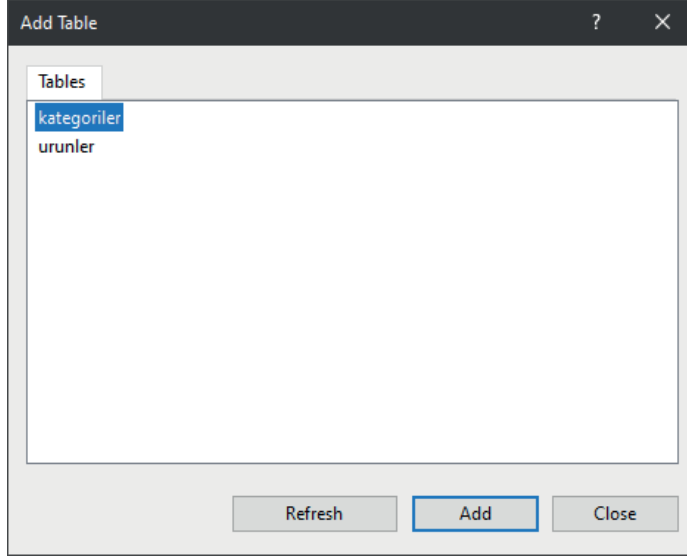 Add Table
?
Tables
kategoriler
urunler
Refresh
Add
Close